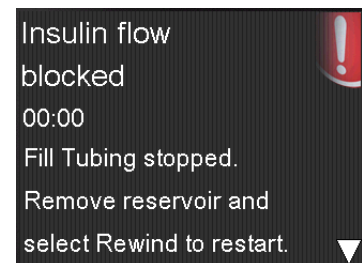 Insulin flow
blocked
00:00
Fill Tubing stopped.
Remove reservoir and
select Rewind to restart.